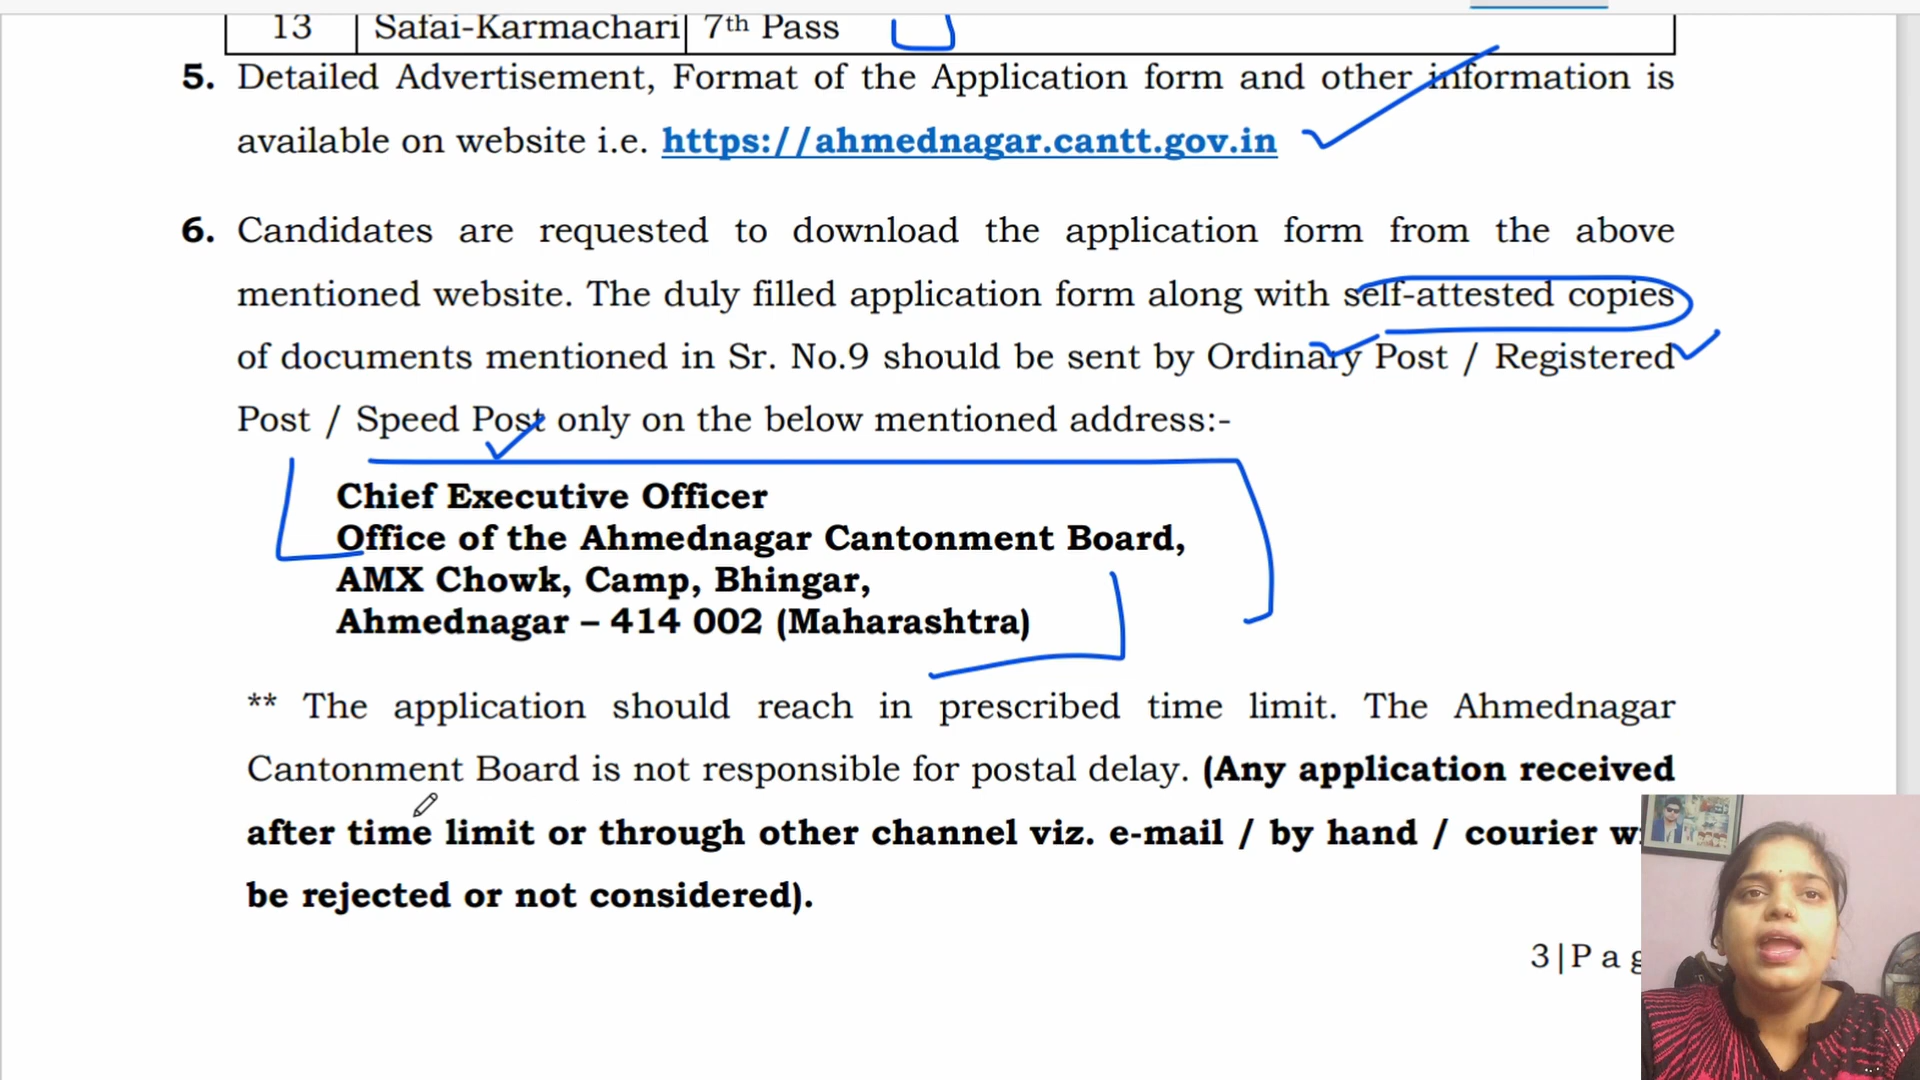 13 Safai-Karmachari 7th Pass
5. Detailed Advertisement, Format of the Application form and other information is
available on website i.e. https://ahmednagar.cantt.gov.in
6. Candidates are requested to download the application form from the above
mentioned website. The duly filled application form along with self-attested copies
of documents mentioned in Sr. No.9 should be sent by Ordinary Post / Registered
Post / Speed Post only on the below mentioned address:-
Chief Executive Officer
Office of the Ahmednagar Cantonment Board,
AMX Chowk, Camp, Bhingar,
Ahmednagar – 414 002 (Maharashtra)
** The application should reach in prescribed time limit. The Ahmednagar
Cantonment Board is not responsible for postal delay. (Any application received
after time limit or through other channel viz. e-mail / by hand / courier
be rejected or not considered).
3|P a g